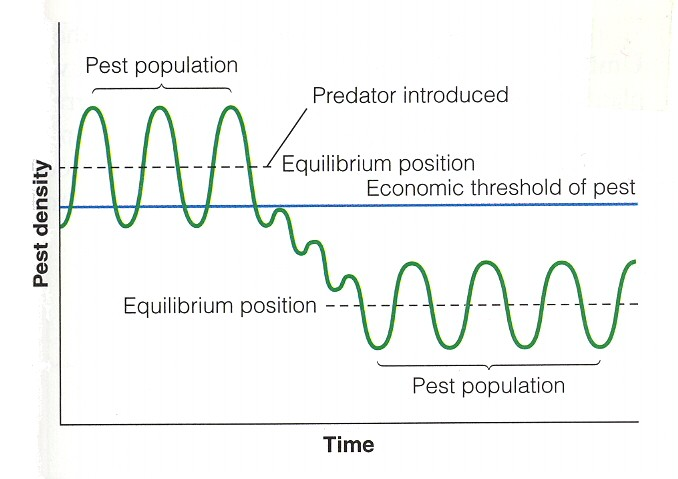 Pest population
Predator introduced
Equilibrium position
Economic threshold of pest
Pest density
Equilibrium position
Pest population
Time